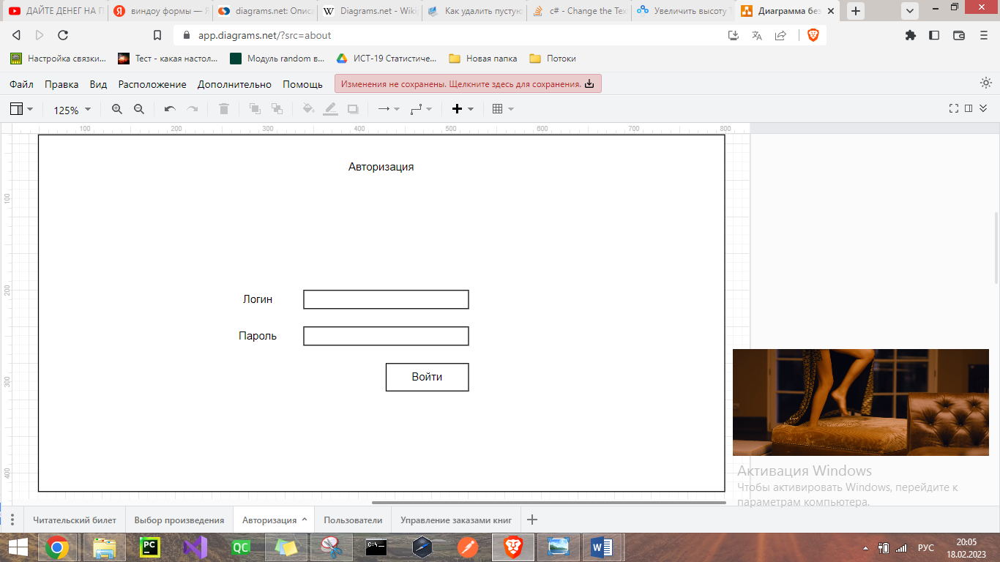 ДАЙТЕ ДЕНЕГ НА П
виндоу формы — Я
diagrams.net: Описа
Diagrams.net - Wiki
Как удалить пустую
c# - Change the Tex
Увеличить высоту T
Диаграмма без
app.diagrams.net/?src=about
Настройка связки...
Тест - какая настол...
Модуль random в...
ИСТ-19 Статистиче...
Новая папка
Потоки
Файл Правка Вид Расположение Дополнительно Помощь
Изменения не сохранены. Щелкните здесь для сохранения.
125%
100 200 300 400 500 600 700 800
100
200
300
400
Авторизация
Логин
Пароль
Войти
Активация Windows
Чтобы активировать Windows, перейдите к
параметрам компьютера.
Читательский билет
Выбор произведения
Авторизация
Пользователи
Управление заказами книг
PC
QC
C:\
W
РУС
20:05
18.02.2023